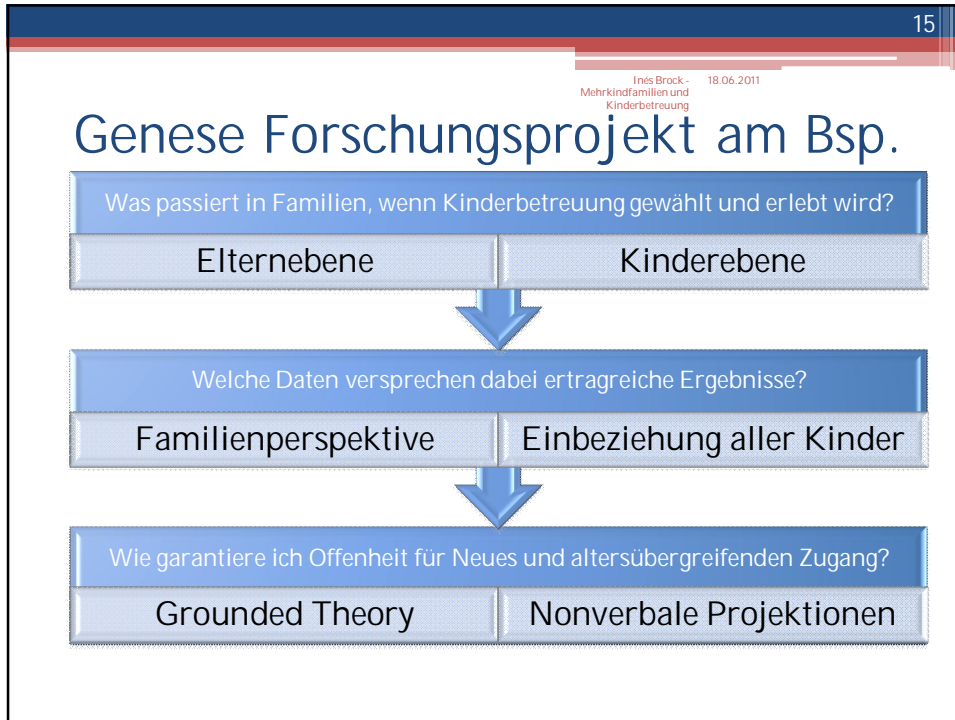 15
Inés Brock - 18.06.2011
Mehrkindfamilien und
Kinderbetreuung
Genese Forschungsprojekt am Bsp.
Was passiert in Familien, wenn Kinderbetreuung gewählt und erlebt wird?
Elternebene Kinderebene
Welche Daten versprechen dabei ertragreiche Ergebnisse?
Familienperspektive Einbeziehung aller Kinder
Wie garantiere ich Offenheit für Neues und altersübergreifenden Zugang?
Grounded Theory Nonverbale Projektionen